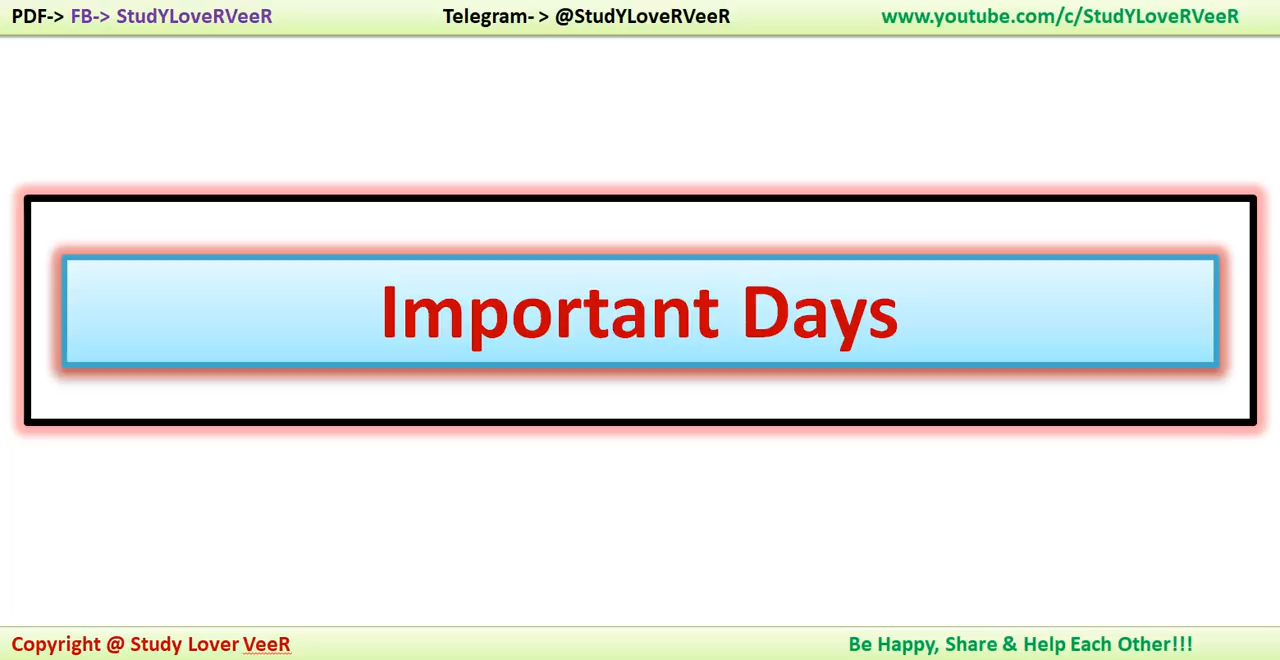 PDF-> FB-> StudYLoveRVeeR Telegram- > @StudYLoveRVeeR www.youtube.com/c/StudYLoveRVeeR
Important Days
Copyright @ Study Lover VeeR Be Happy, Share & Help Each Other!!!